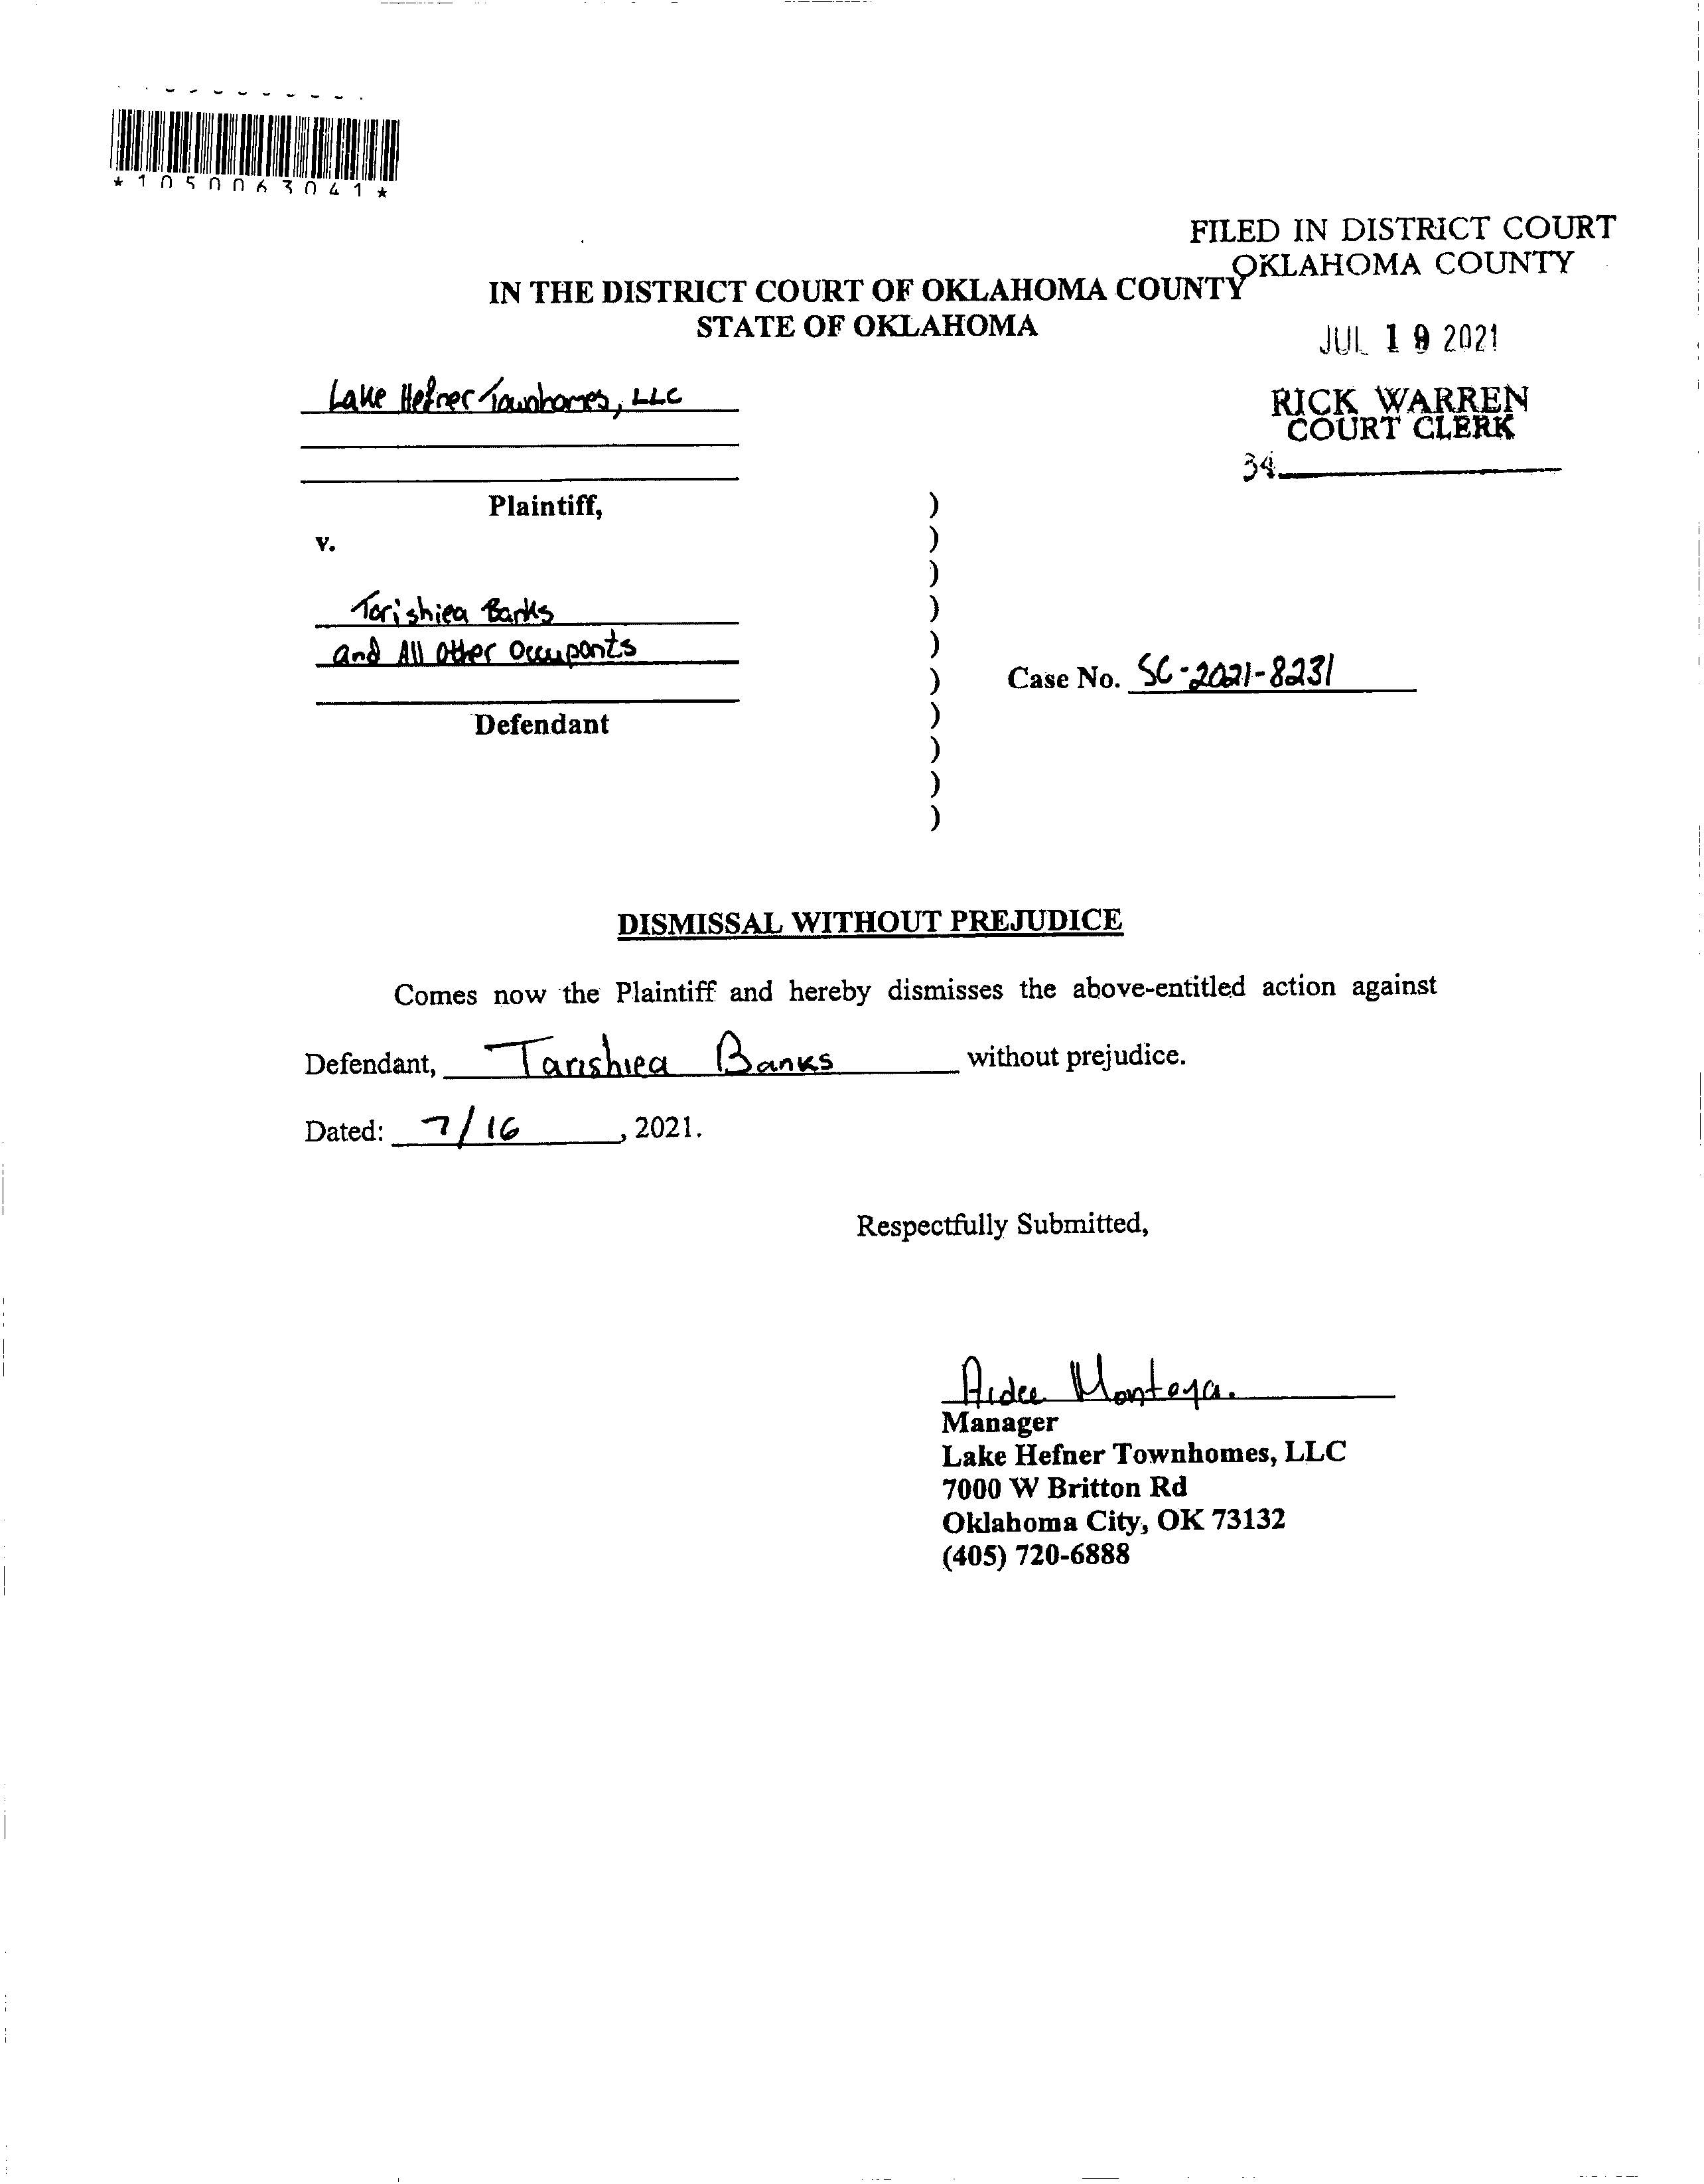 *1050063041*
FILED IN DISTRICT COURT
OKLAHOMA COUNTY
IN THE DISTRICT COURT OF OKLAHOMA COUNTY
STATE OF OKLAHOMA
JUL 19 2021
RICK WARREN
COURT CLERK
34
Lake Hefner Townhomes, LLC
Plaintiff,
v.
Tarishiea Banks
and All Other Occupants
Defendant
)
)
)
)
)
)
)
)
)
)
Case No. SC-2021-8231
DISMISSAL WITHOUT PREJUDICE
Comes now the Plaintiff and hereby dismisses the above-entitled action against
Defendant, Tarishiea Banks without prejudice.
Dated: 7/16, 2021.
Respectfully Submitted,
Aidee Montoya.
Manager
Lake Hefner Townhomes, LLC
7000 W Britton Rd
Oklahoma City, OK 73132
(405) 720-6888